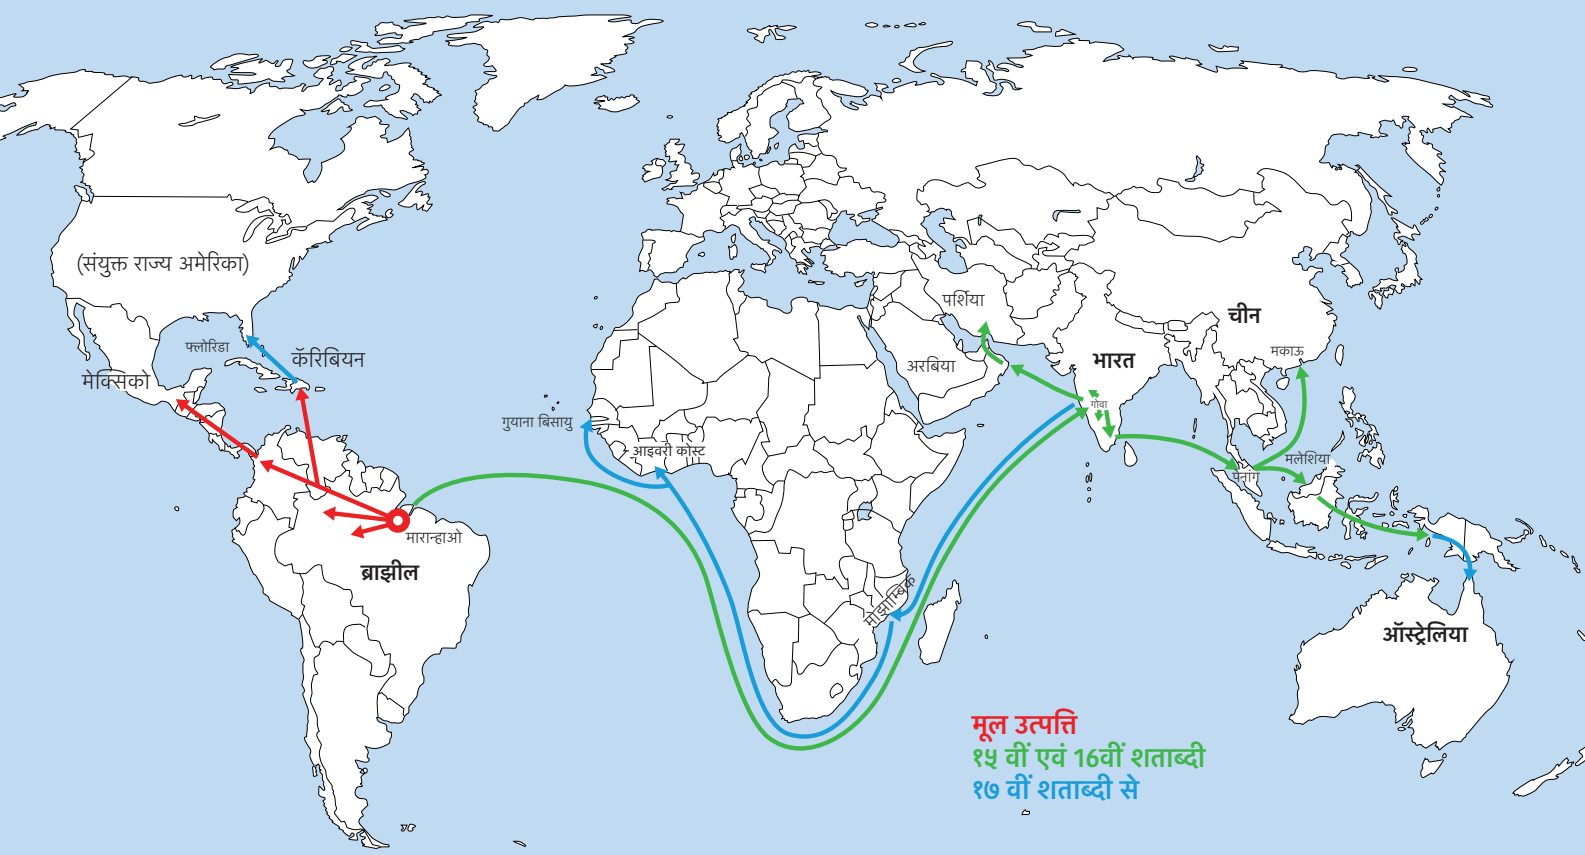 (संयुक्त राज्य अमेरिका)
फ्लोरिडा
कॅरिबियन
मेक्सिको
मारान्हाओ
ब्राझील
गुयाना बिसायु
आइवरी कोस्ट
मोझाम्बिक
पर्शिया
अरबिया
भारत
गोवा
चीन
मकाऊ
मलेशिया
पेनांग
ऑस्ट्रेलिया
मूल उत्पत्ति
१५ वीं एवं 16वीं शताब्दी
१७ वीं शताब्दी से